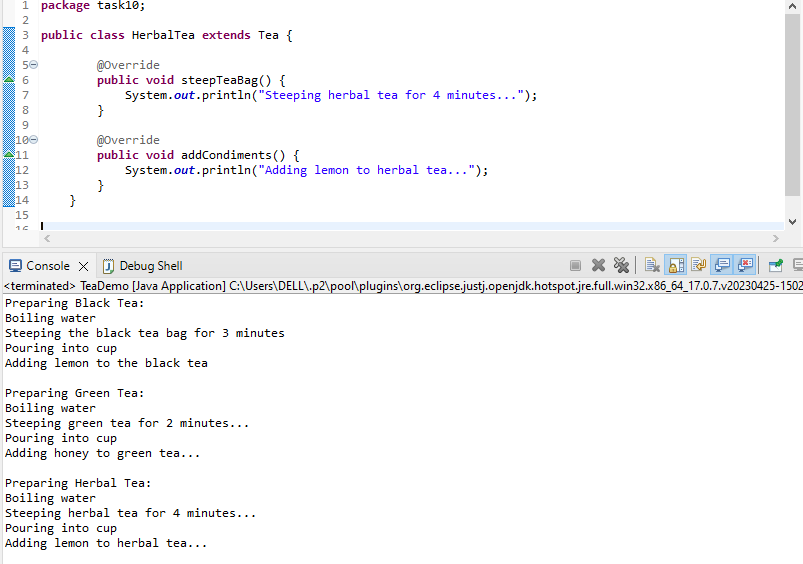 1 package task10;
2
3 public class HerbalTea extends Tea {
4
5 @Override
6 public void steepTeaBag() {
7 System.out.println("Steeping herbal tea for 4 minutes...");
8 }
9
10 @Override
11 public void addCondiments() {
12 System.out.println("Adding lemon to herbal tea...");
13 }
14 }
15
16
Console Debug Shell
<terminated> TeaDemo [Java Application] C:\Users\DELL\.p2\pool\plugins\org.eclipse.justj.openjdk.hotspot.jre.full.win32.x86_64_17.0.7.v20230425-1502
Preparing Black Tea:
Boiling water
Steeping the black tea bag for 3 minutes
Pouring into cup
Adding lemon to the black tea
Preparing Green Tea:
Boiling water
Steeping green tea for 2 minutes...
Pouring into cup
Adding honey to green tea...
Preparing Herbal Tea:
Boiling water
Steeping herbal tea for 4 minutes...
Pouring into cup
Adding lemon to herbal tea...